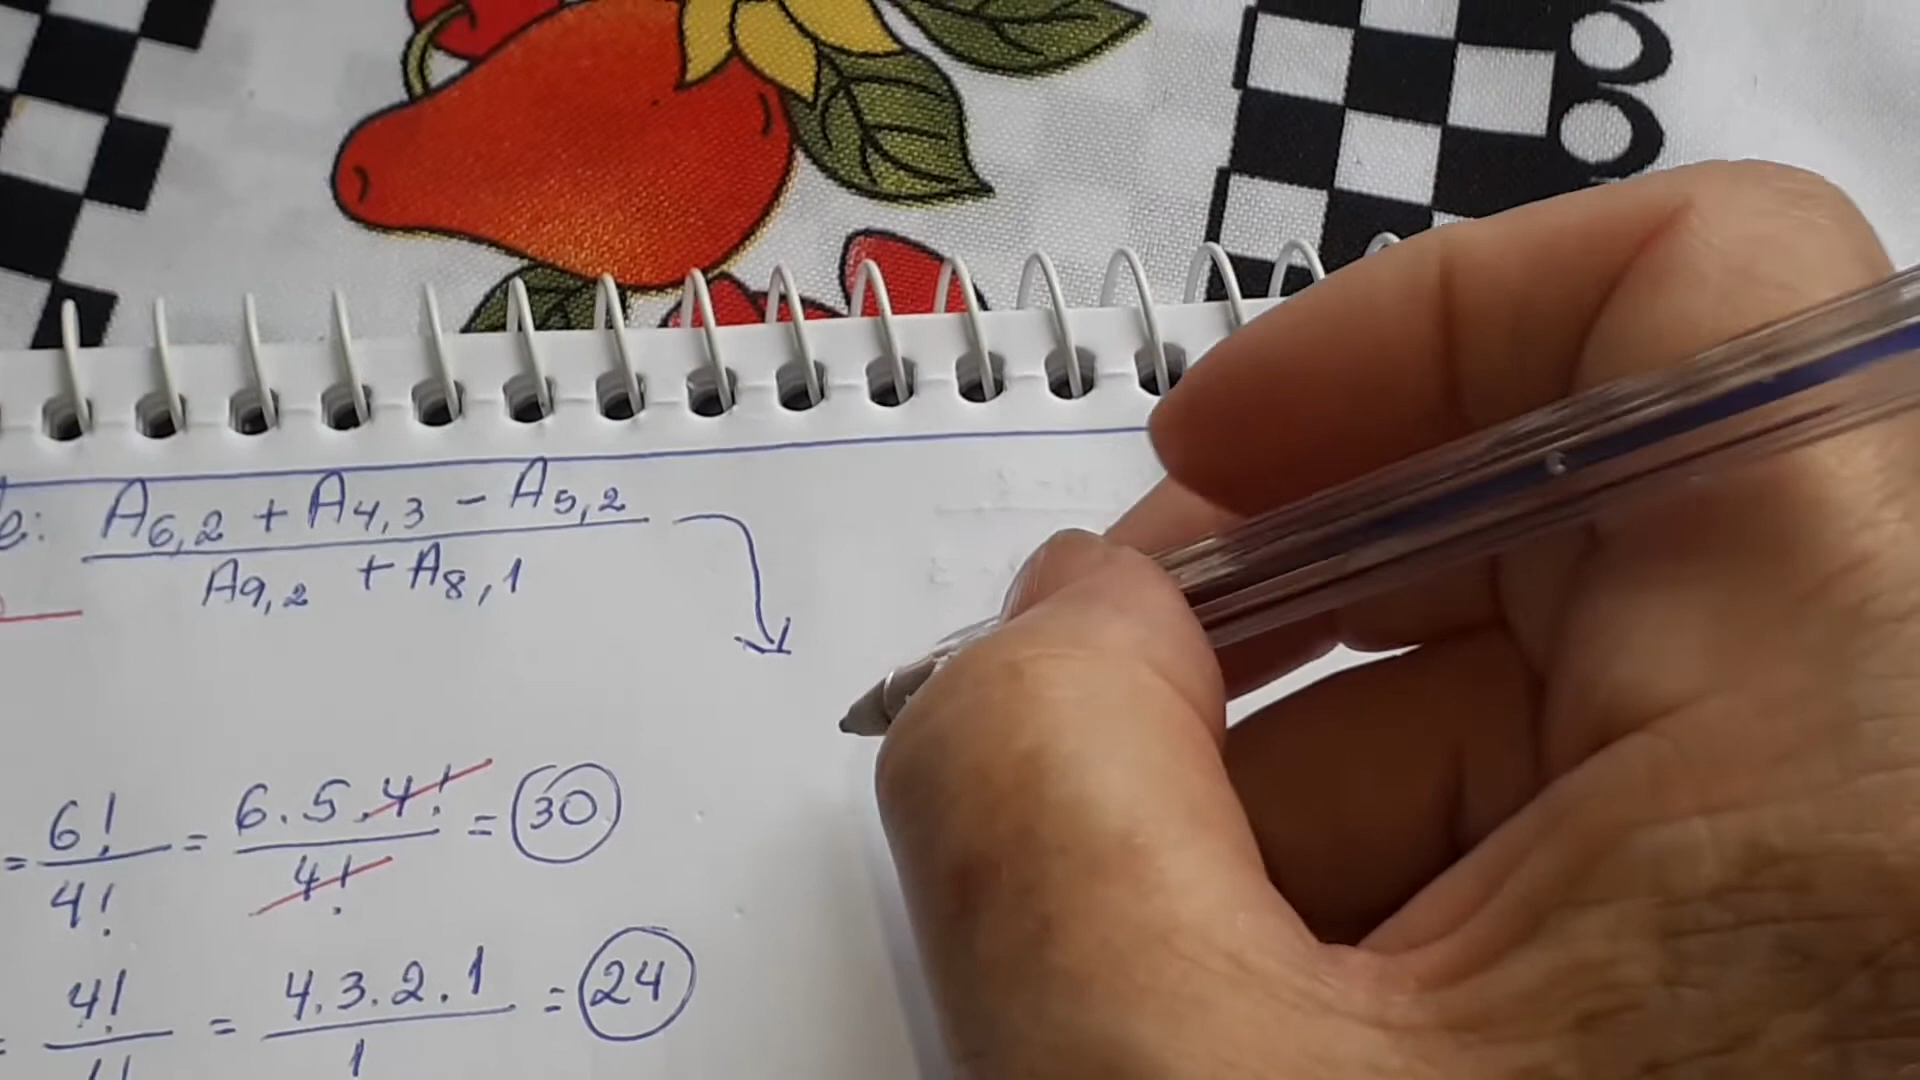 e: A6,2 + A4,3 - A5,2
A9,2 + A8,1
= 6! = 6.5.4! = 30
4! 4!
= 4! = 4.3.2.1 = 24
1! 1